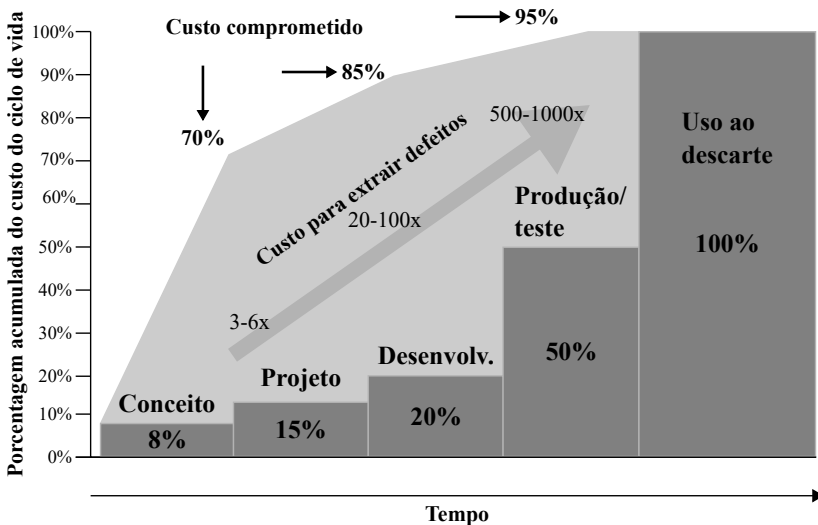 Porcentagem acumulada do custo do ciclo de vida
100%
90%
80%
70%
60%
50%
40%
30%
20%
10%
0%
Custo comprometido
70%
85%
95%
Custo para extrair defeitos
3-6x
20-100x
500-1000x
Conceito
8%
Projeto
15%
Desenvolv.
20%
Produção/
teste
50%
Uso ao
descarte
100%
Tempo